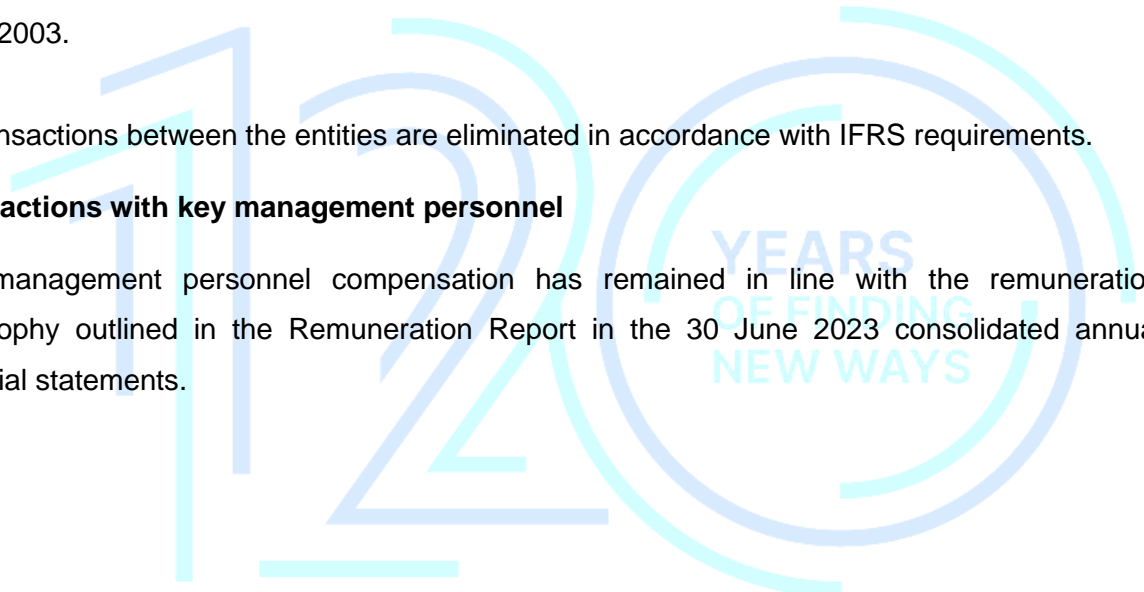 2003.
nsactions between the entities are eliminated in accordance with IFRS requirements.
actions with key management personnel
management personnel compensation has remained in line with the remuneratio
ophy outlined in the Remuneration Report in the 30 June 2023 consolidated annua
ial statements.
120
YEARS
OF FINDING
NEW WAYS